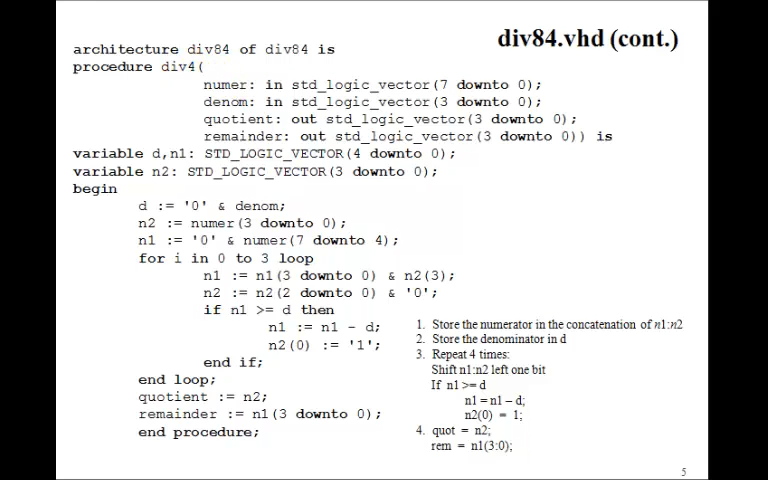 div84.vhd (cont.)
architecture div84 of div84 is
procedure div4(
numer: in std_logic_vector(7 downto 0);
denom: in std_logic_vector(3 downto 0);
quotient: out std_logic_vector(3 downto 0);
remainder: out std_logic_vector(3 downto 0)) is
variable d,n1: STD_LOGIC_VECTOR(4 downto 0);
variable n2: STD_LOGIC_VECTOR(3 downto 0);
begin
d := '0' & denom;
n2 := numer(3 downto 0);
n1 := '0' & numer(7 downto 4);
for i in 0 to 3 loop
n1 := n1(3 downto 0) & n2(3);
n2 := n2(2 downto 0) & '0';
if n1 >= d then
n1 := n1 - d;
n2(0) := '1';
end if;
end loop;
quotient := n2;
remainder := n1(3 downto 0);
end procedure;
1. Store the numerator in the concatenation of n1:n2
2. Store the denominator in d
3. Repeat 4 times:
Shift n1:n2 left one bit
If n1 >= d
n1 = n1 – d;
n2(0) = 1;
4. quot = n2;
rem = n1(3:0);
5